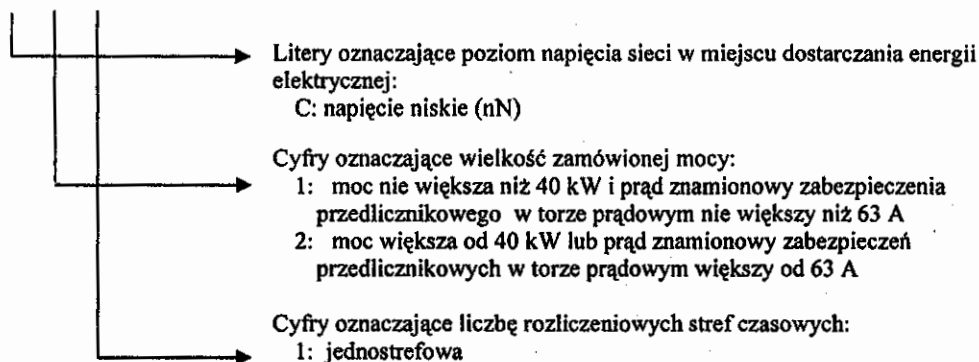 Litery oznaczające poziom napięcia sieci w miejscu dostarczania energii
elektrycznej:
C: napięcie niskie (nN)
Cyfry oznaczające wielkość zamówionej mocy:
1: moc nie większa niż 40 kW i prąd znamionowy zabezpieczenia
przedlicznikowego w torze prądowym nie większy niż 63 A
2: moc większa od 40 kW lub prąd znamionowy zabezpieczeń
przedlicznikowych w torze prądowym większy od 63 A
Cyfry oznaczające liczbę rozliczeniowych stref czasowych:
1: jednostrefowa